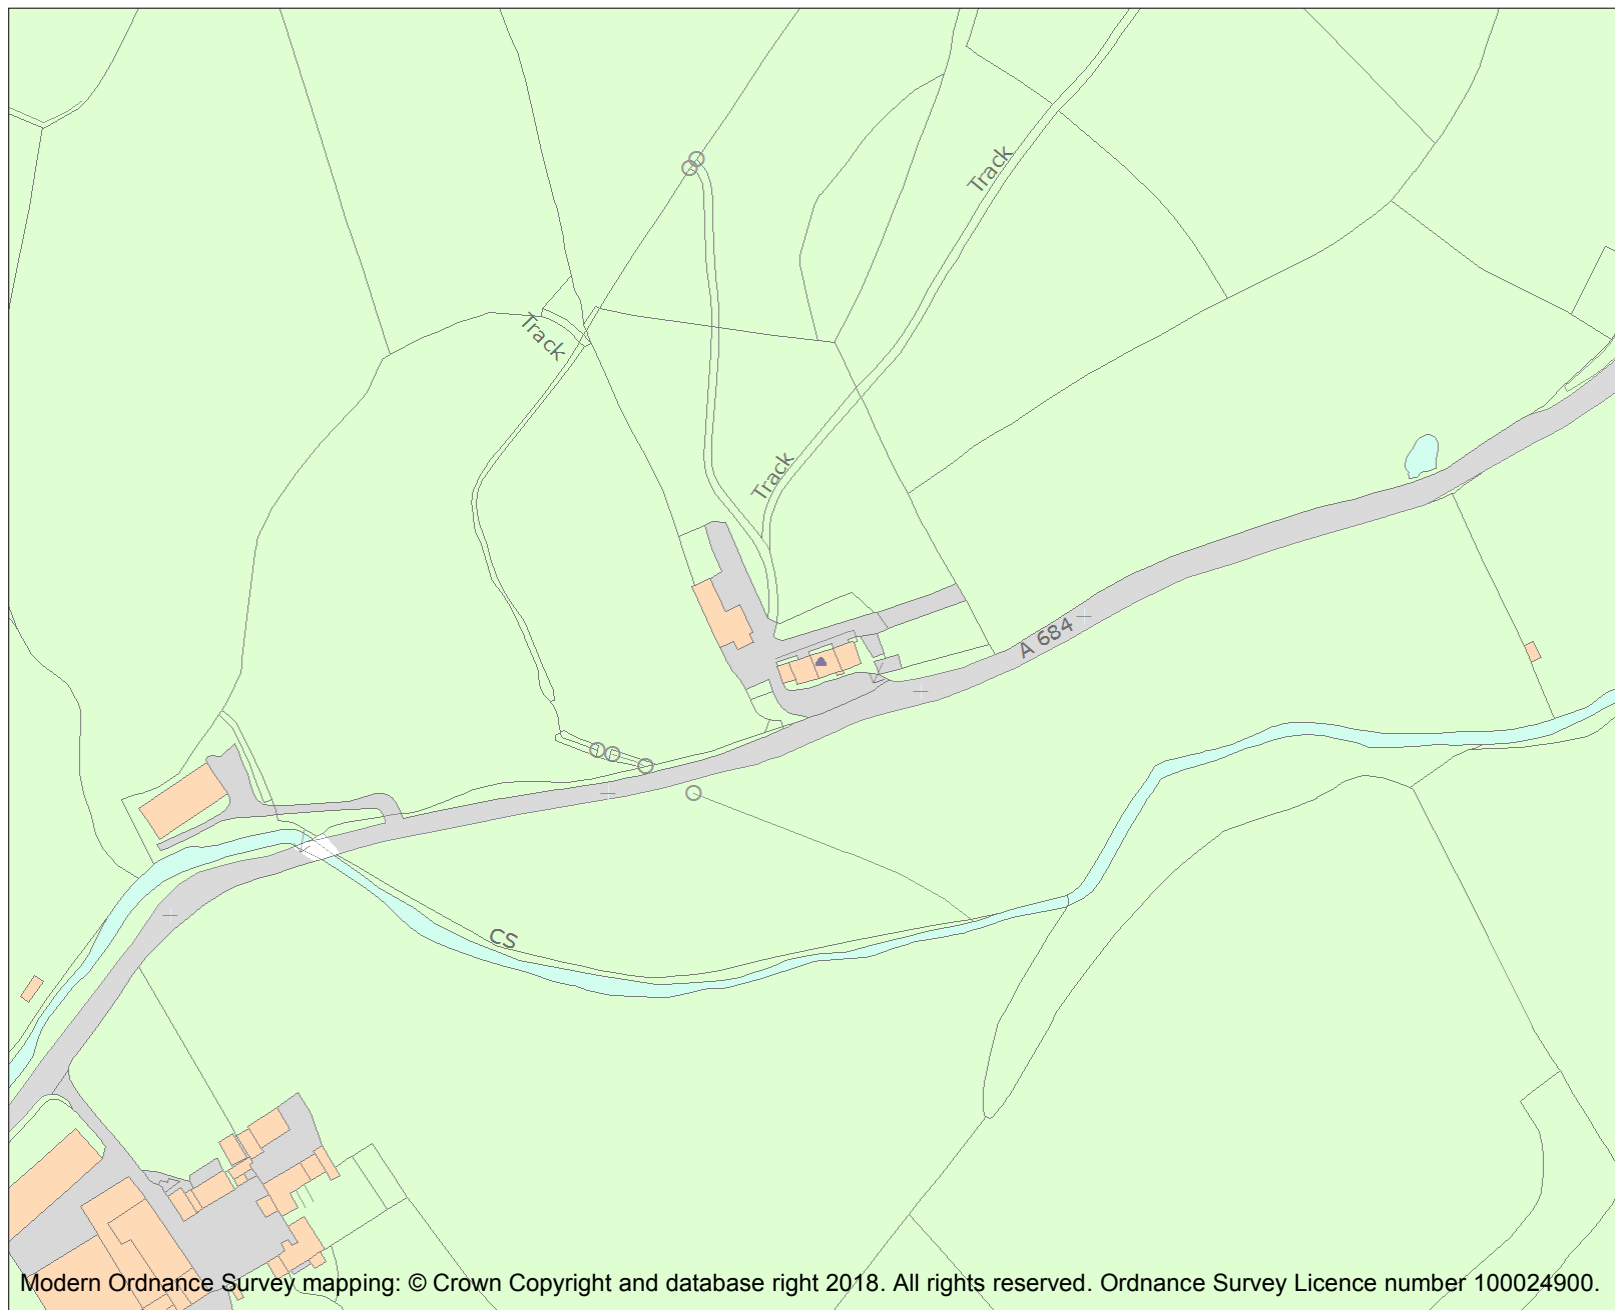 Track
Track
Track
A 684
CS
Modern Ordnance Survey mapping: © Crown Copyright and database right 2018. All rights reserved. Ordnance Survey Licence number 100024900.